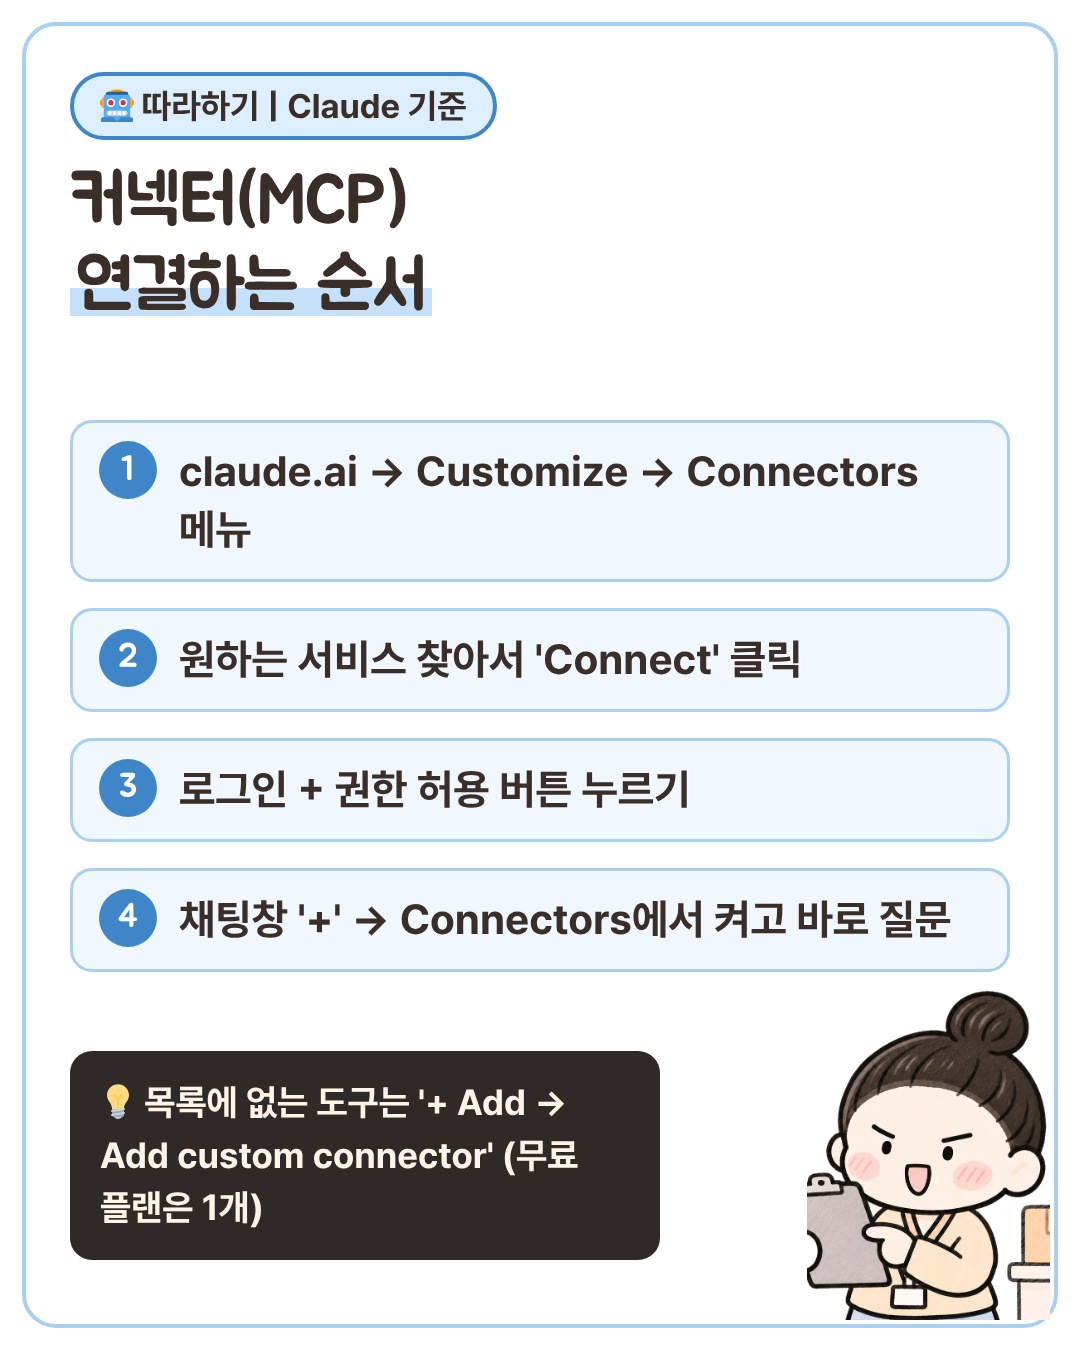 따라하기 | Claude 기준
커넥터(MCP)
연결하는 순서
1 claude.ai → Customize → Connectors
메뉴
2 원하는 서비스 찾아서 'Connect' 클릭
3 로그인 + 권한 허용 버튼 누르기
4 채팅창 '+' → Connectors에서 켜고 바로 질문
💡 목록에 없는 도구는 '+ Add →
Add custom connector' (무료
플랜은 1개)